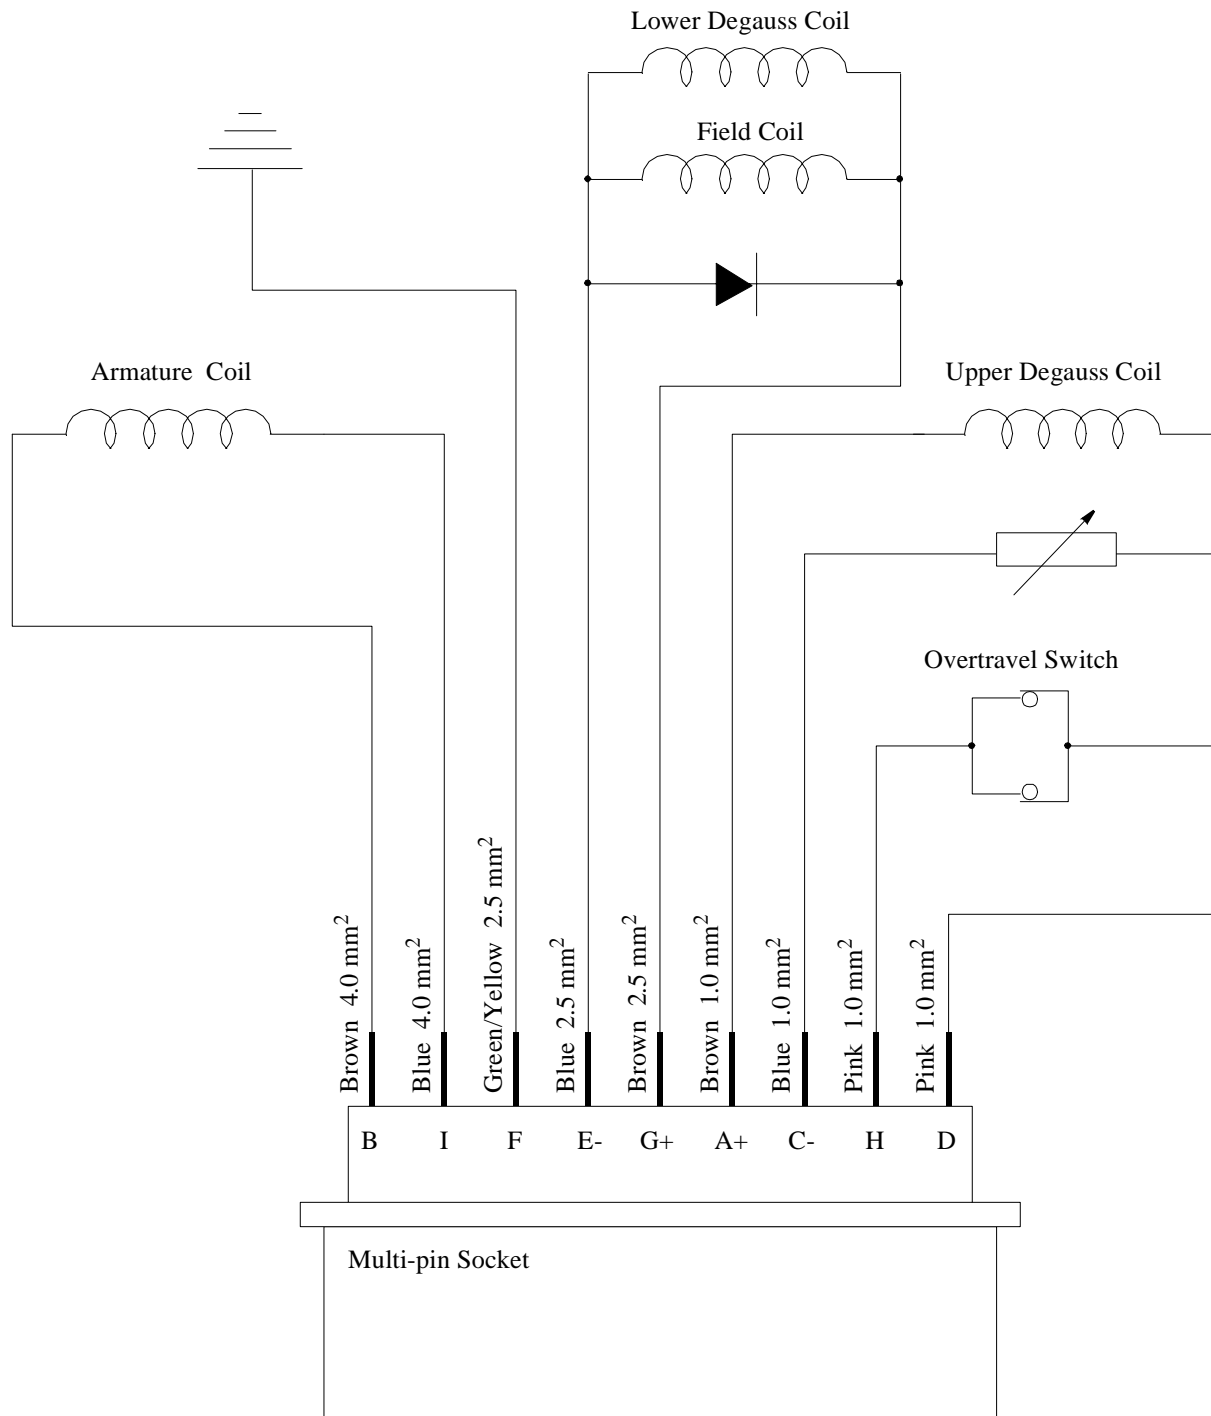 Lower Degauss Coil
Field Coil
Armature Coil
Upper Degauss Coil
Overtravel Switch
Brown 4.0 mm²
Blue 4.0 mm²
Green/Yellow 2.5 mm²
Blue 2.5 mm²
Brown 2.5 mm²
Brown 1.0 mm²
Blue 1.0 mm²
Pink 1.0 mm²
Pink 1.0 mm²
B I F E- G+ A+ C- H D
Multi-pin Socket